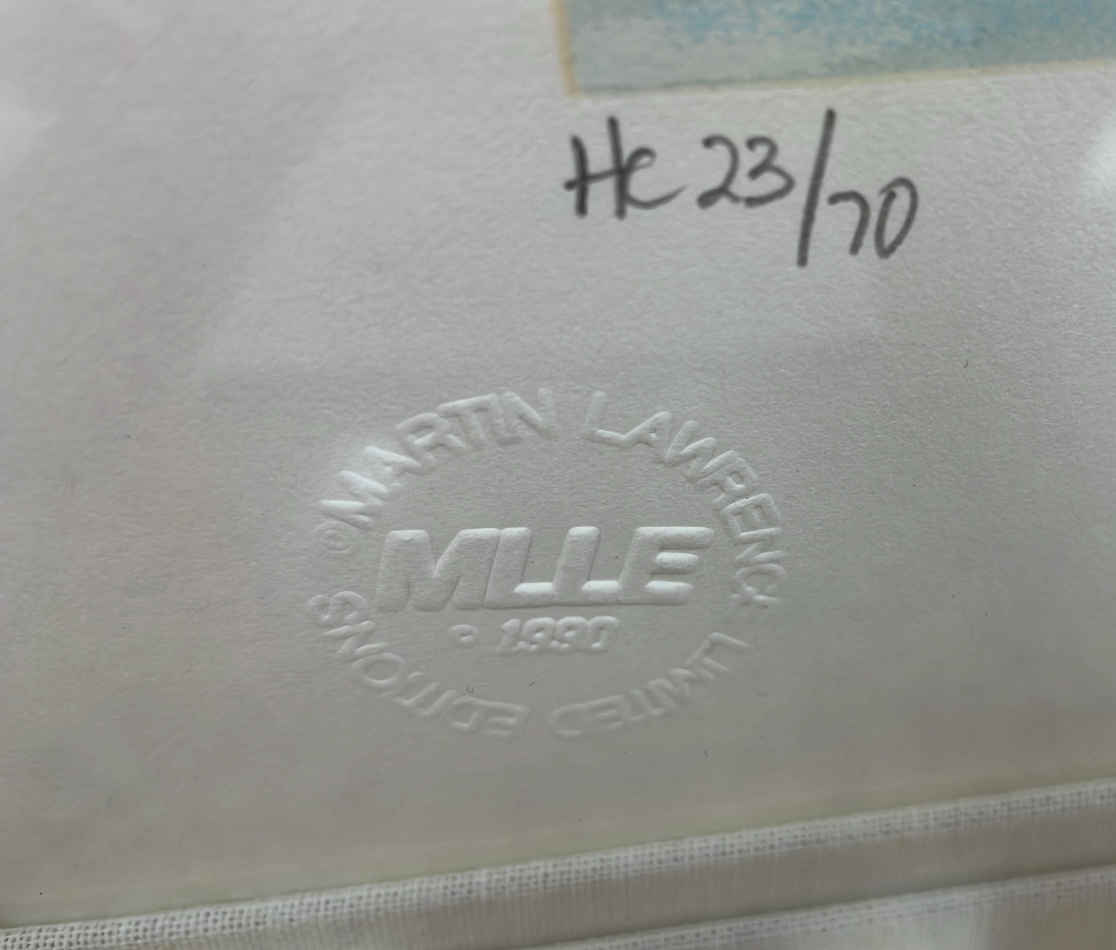 HC 23/70
© MARTIN LAWRENCE
MLLE
© 1990
LIMITED EDITIONS